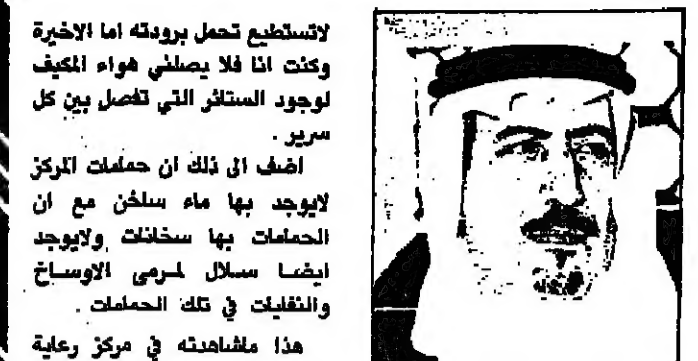 لاتستطيع تحمل برودته اما الاخيرة
وكنت انا فلا يصلني هواء المكيف
لوجود الستائر التي تفصل بين كل
سرير .
اضف الى ذلك ان حمامات المركز
لايوجد بها ماء ساخن مع ان
الحمامات بها سخانات ولايوجد
ايضا سلال لمرمى الاوساخ
والنفايات في تلك الحمامات .
هذا ماشاهدته في مركز رعاية